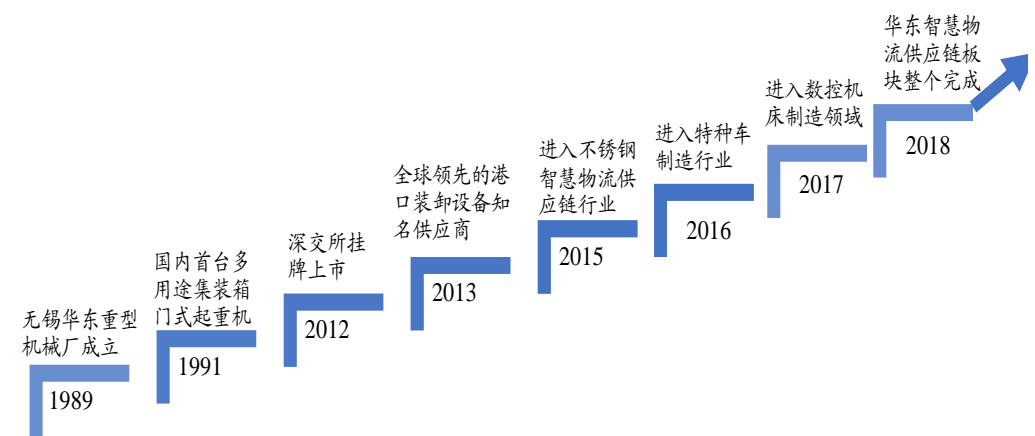 无锡华东重型
机械厂成立
1989
国内首台多
用途集装箱
门式起重机
1991
深交所挂
牌上市
2012
全球领先的港
口装卸设备知
名供应商
2013
进入不锈钢
智慧物流供
应链行业
2015
进入特种车
制造行业
2016
进入数控机
床制造领域
2017
华东智慧物
流供应链板
块整个完成
2018